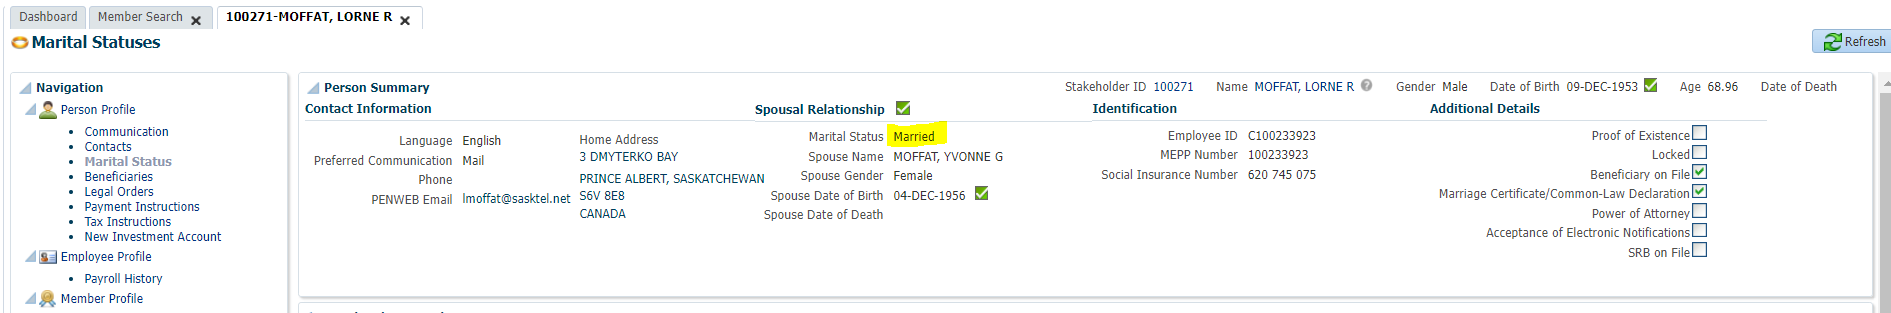 Dashboard Member Search 100271-MOFFAT, LORNE R
Marital Statuses
Refresh
Navigation
Person Profile
Communication
Contacts
Marital Status
Beneficiaries
Legal Orders
Payment Instructions
Tax Instructions
New Investment Account
Employee Profile
Payroll History
Member Profile
Person Summary
Stakeholder ID 100271 Name MOFFAT, LORNE R Gender Male Date of Birth 09-DEC-1953 Age 68.96 Date of Death
Contact Information
Language English
Preferred Communication Mail
Phone
PENWEB Email lmoffat@sasktel.net
Home Address
3 DMYTERKO BAY
PRINCE ALBERT, SASKATCHEWAN
S6V 8E8
CANADA
Spousal Relationship
Marital Status Married
Spouse Name MOFFAT, YVONNE G
Spouse Gender Female
Spouse Date of Birth 04-DEC-1956
Spouse Date of Death
Identification
Employee ID C100233923
MEPP Number 100233923
Social Insurance Number 620 745 075
Additional Details
Proof of Existence
Locked
Beneficiary on File
Marriage Certificate/Common-Law Declaration
Power of Attorney
Acceptance of Electronic Notifications
SRB on File